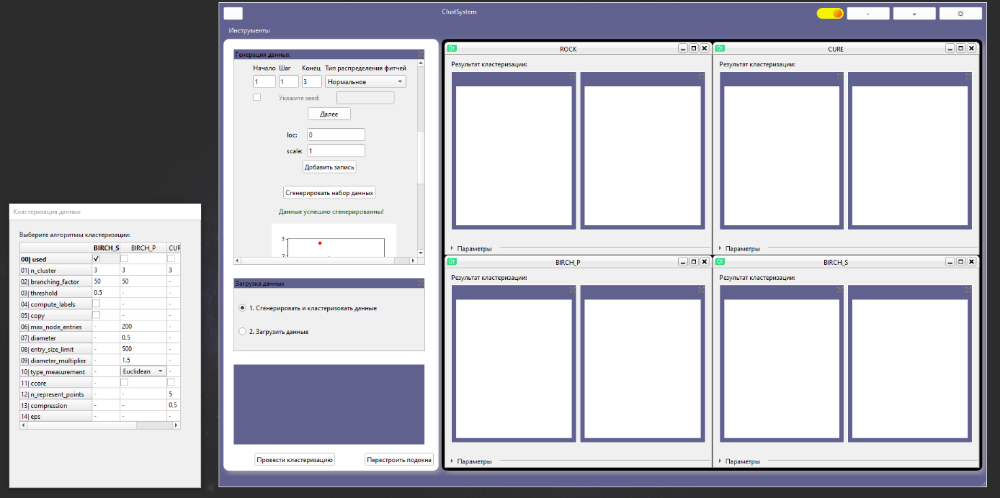 ClustSystem
-
+
Инструменты
Генерация данных
Начало Шаг Конец Тип распределения фитчей
1 1 3 Нормальное
Укажите seed:
Далее
loc: 0
scale: 1
Добавить запись
Сгенерировать набор данных
Данные успешно сгенерированны!
3
2
Загрузка данных
1. Сгенерировать и кластеризовать данные
2. Загрузить данные
Провести кластеризацию
Перестроить подокна
Qt ROCK
Результат кластеризации:
Параметры
Qt CURE
Результат кластеризации:
Параметры
Qt BIRCH_P
Результат кластеризации:
Параметры
Qt BIRCH_S
Результат кластеризации:
Параметры
Кластеризация данных
Выберите алгоритмы кластеризации:
BIRCH_S BIRCH_P CUR
00| used
01| n_cluster 3 3 3
02| branching_factor 50 50 -
03| threshold 0.5 - -
04| compute_labels - -
05| copy - -
06| max_node_entries - 200 -
07| diameter - 0.5 -
08| entry_size_limit - 500 -
09| diameter_multiplier - 1.5 -
10| type_measurement - Euclidean -
11| ccore -
12| n_represent_points - - 5
13| compression - - 0.5
14| eps - - -